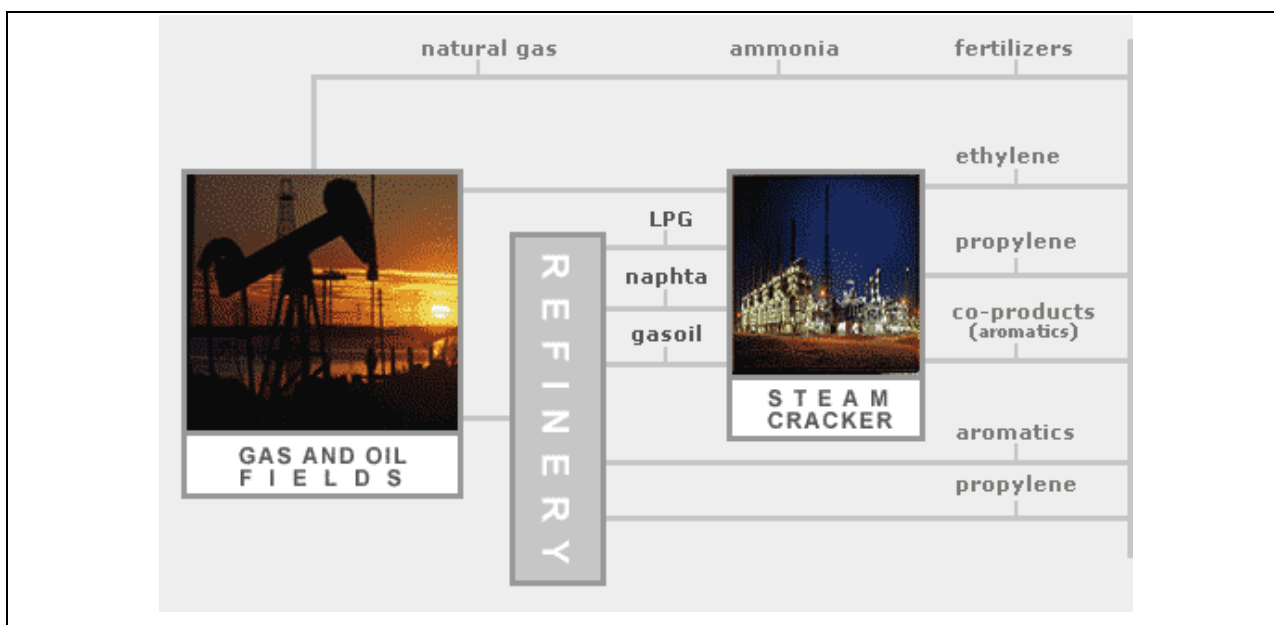 natural gas
ammonia
fertilizers
ethylene
LPG
propylene
naphta
co-products
(aromatics)
gasoil
REFINERY
STEAM
CRACKER
GAS AND OIL
FIELDS
aromatics
propylene